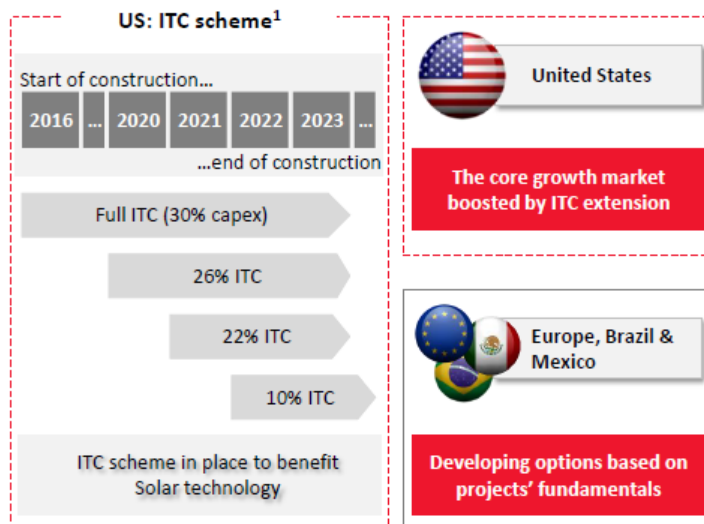 US: ITC scheme1
Start of construction...
2016 ... 2020 2021 2022 2023 ...
...end of construction
Full ITC (30% capex)
26% ITC
22% ITC
10% ITC
ITC scheme in place to benefit
Solar technology
United States
The core growth market
boosted by ITC extension
Europe, Brazil &
Mexico
Developing options based on
projects' fundamentals